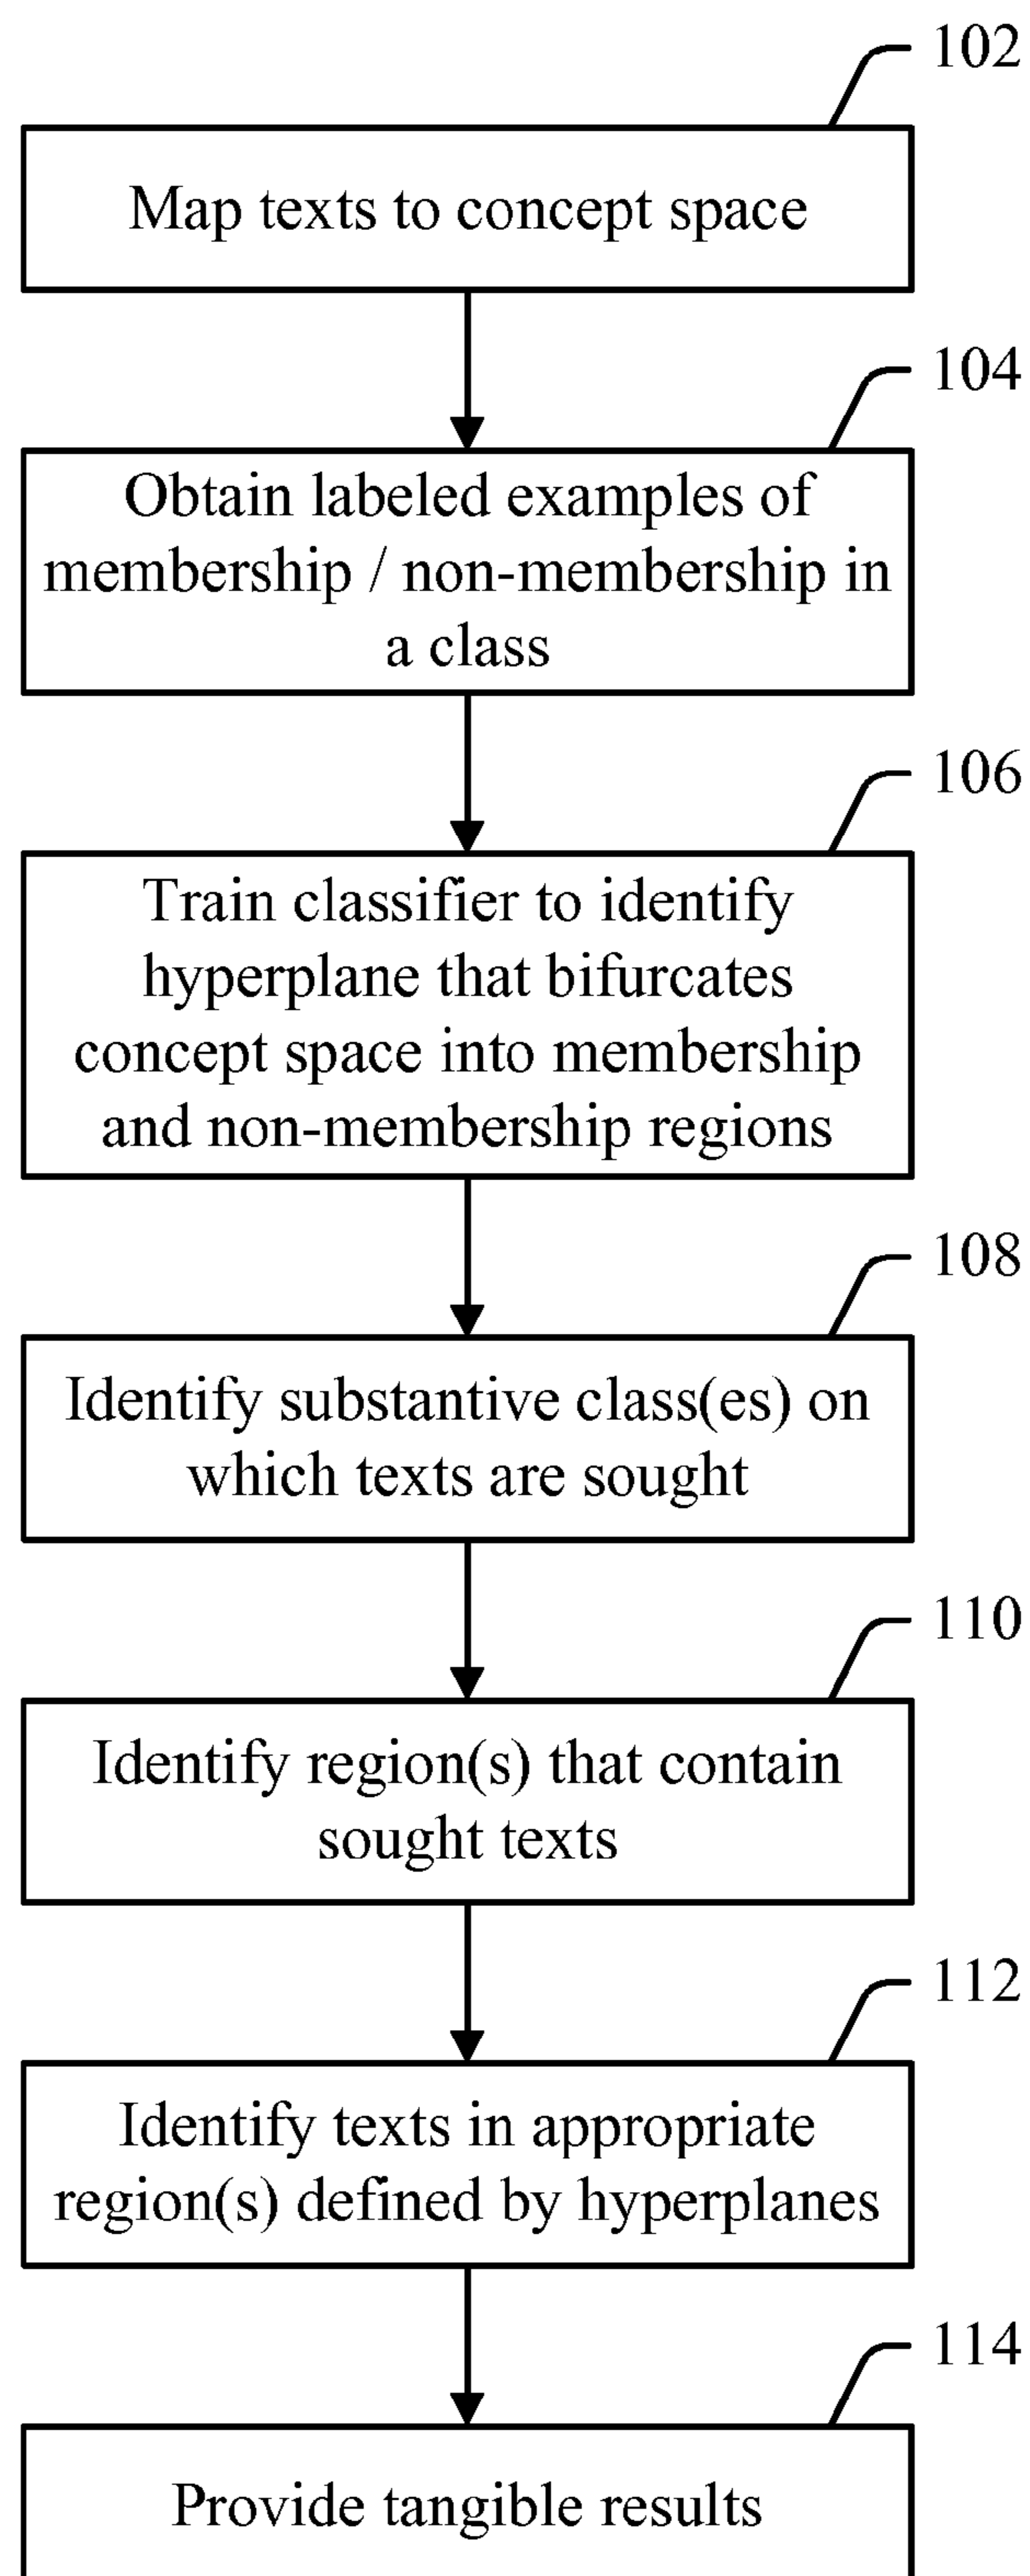 102
Map texts to concept space
104
Obtain labeled examples of
membership / non-membership in
a class
106
Train classifier to identify
hyperplane that bifurcates
concept space into membership
and non-membership regions
108
Identify substantive class(es) on
which texts are sought
110
Identify region(s) that contain
sought texts
112
Identify texts in appropriate
region(s) defined by hyperplanes
114
Provide tangible results